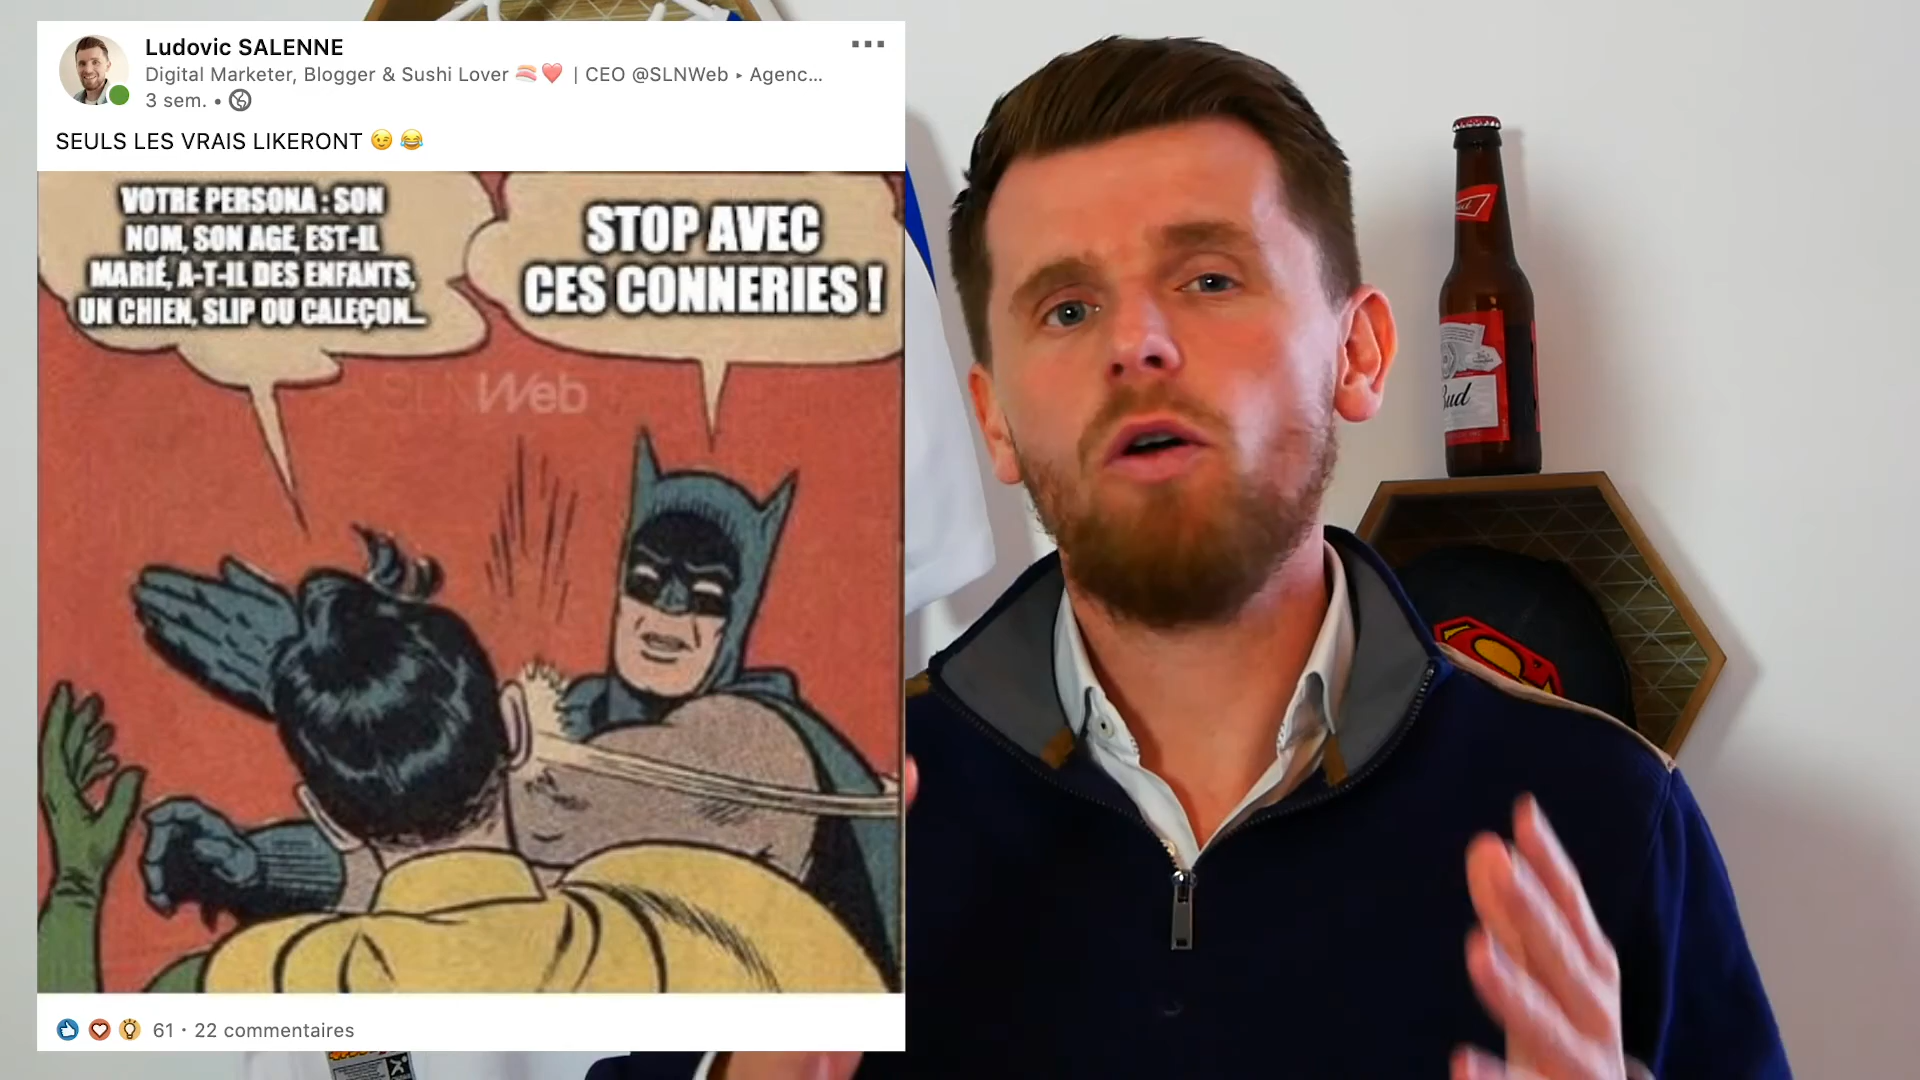 Ludovic SALENNE
Digital Marketer, Blogger & Sushi Lover 🍣❤️ | CEO @SLNWeb ‣ Agenc...
3 sem. •
SEULS LES VRAIS LIKERONT 😉 😂
VOTRE PERSONA : SON
NOM, SON AGE, EST-IL
MARIÉ, A-T-IL DES ENFANTS,
UN CHIEN, SLIP OU CALEÇON...
STOP AVEC
CES CONNERIES !
SLNWeb
61 • 22 commentaires
Bud